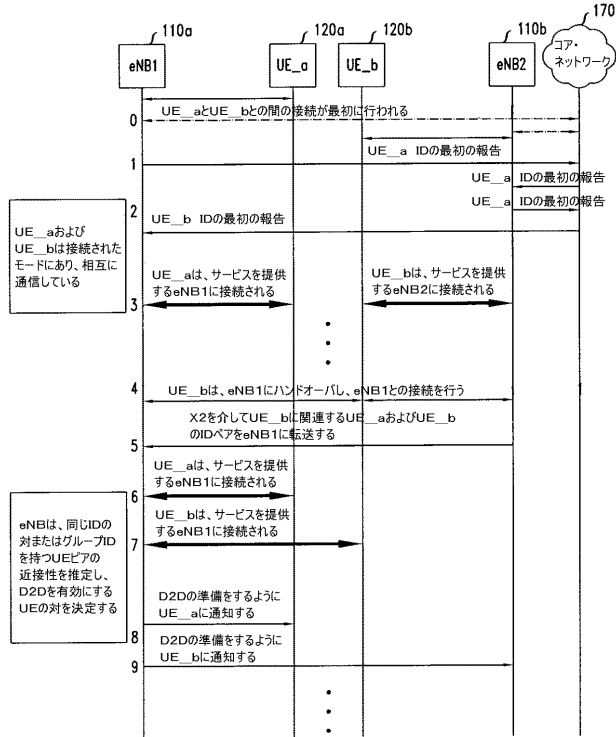 110a
120a
120b
110b
170
eNB1
UE_a
UE_b
eNB2
コア・
ネットワーク
UE_aとUE_bとの間の接続が最初に行われる
0
UE_a IDの最初の報告
1
UE_a IDの最初の報告
UE_a IDの最初の報告
2
UE_b IDの最初の報告
UE_aおよび
UE_bは接続された
モードにあり、相互に
通信している
UE_aは、サービスを提供
するeNB1に接続される
UE_bは、サービスを提供
するeNB2に接続される
3
4
UE_bは、eNB1にハンドオーバし、eNB1との接続を行う
X2を介してUE_bに関連するUE_aおよびUE_b
のIDペアをeNB1に転送する
5
UE_aは、サービスを提供
するeNB1に接続される
6
UE_bは、サービスを提供
するeNB1に接続される
7
eNBは、同じIDの
対またはグループID
を持つUEピアの
近接性を推定し、
D2Dを有効にする
UEの対を決定する
D2Dの準備をするように
UE_aに通知する
8
D2Dの準備をするように
UE_bに通知する
9